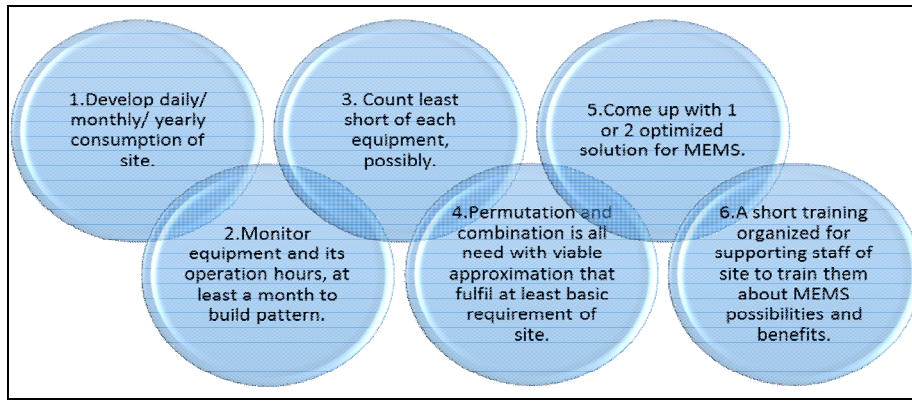 1.Develop daily/
monthly/ yearly
consumption of
site.
2.Monitor
equipment and its
operation hours, at
least a month to
build pattern.
3. Count least
short of each
equipment,
possibly.
4.Permutation and
combination is all
need with viable
approximation that
fulfil at least basic
requirement of
site.
5.Come up with 1
or 2 optimized
solution for MEMS.
6.A short training
organized for
supporting staff of
site to train them
about MEMS
possibilities and
benefits.